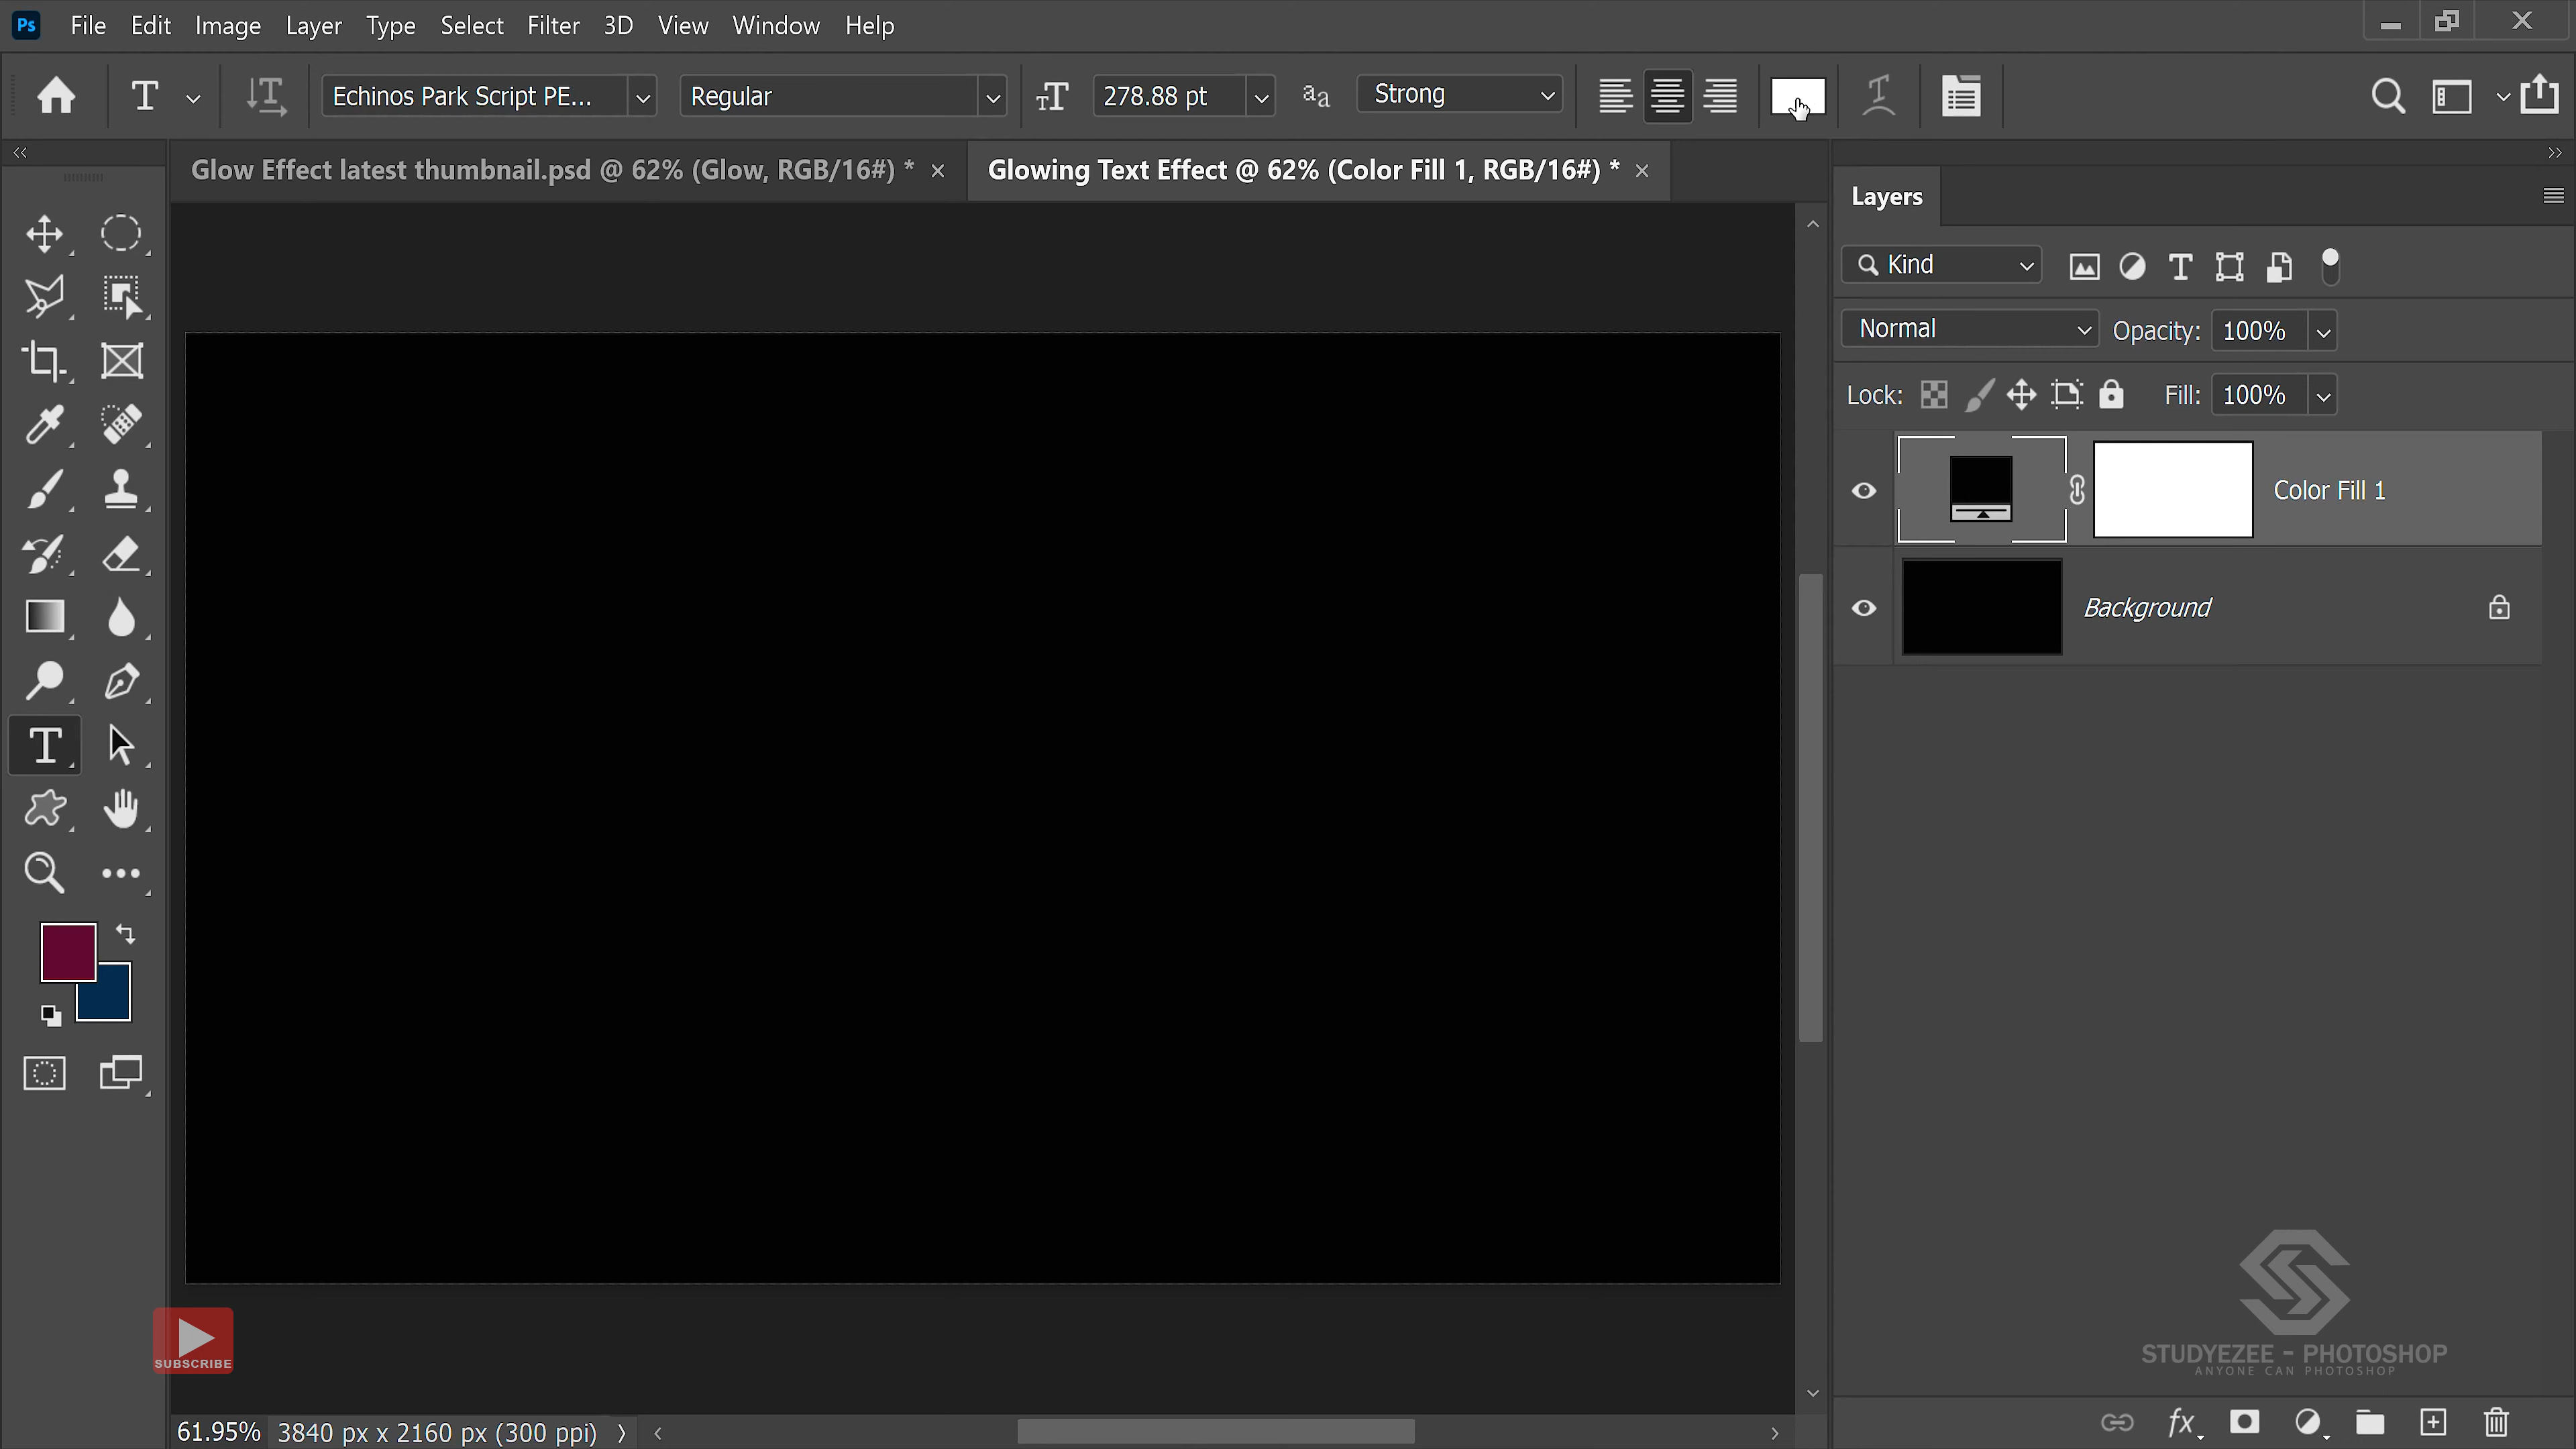 Ps File Edit Image Layer Type Select Filter 3D View Window Help
T Echinos Park Script PE... Regular 278.88 pt aa Strong
Glow Effect latest thumbnail.psd @ 62% (Glow, RGB/16#) * × Glowing Text Effect @ 62% (Color Fill 1, RGB/16#) * ×
Layers
Kind
Normal Opacity: 100%
Lock: Fill: 100%
Color Fill 1
Background
SUBSCRIBE
STUDYEZEE - PHOTOSHOP
ANYONE CAN PHOTOSHOP
61.95% 3840 px x 2160 px (300 ppi)
fx